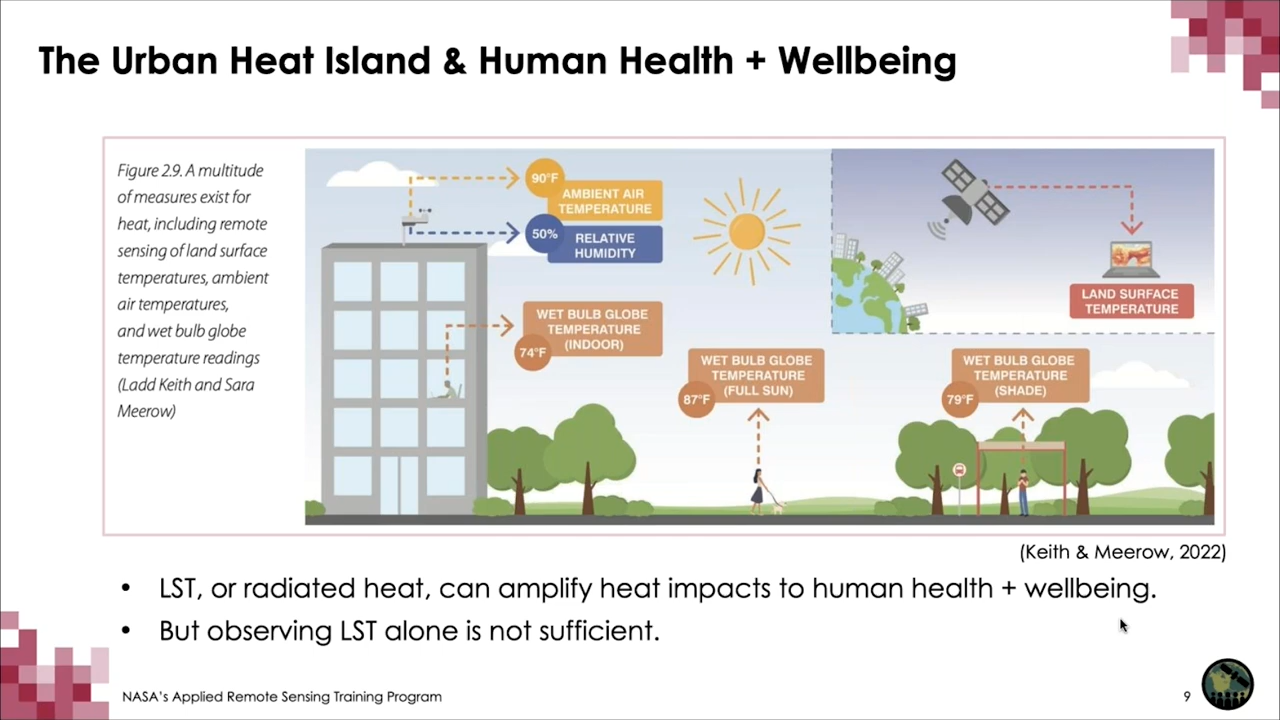 The Urban Heat Island & Human Health + Wellbeing
Figure 2.9. A multitude
of measures exist for
heat, including remote
sensing of land surface
temperatures, ambient
air temperatures,
and wet bulb globe
temperature readings
(Ladd Keith and Sara
Meerow)
90°F
AMBIENT AIR
TEMPERATURE
50%
RELATIVE
HUMIDITY
WET BULB GLOBE
TEMPERATURE
(INDOOR)
74°F
WET BULB GLOBE
TEMPERATURE
(FULL SUN)
87°F
LAND SURFACE
TEMPERATURE
WET BULB GLOBE
TEMPERATURE
(SHADE)
79°F
(Keith & Meerow, 2022)
• LST, or radiated heat, can amplify heat impacts to human health + wellbeing.
• But observing LST alone is not sufficient.
NASA's Applied Remote Sensing Training Program
9